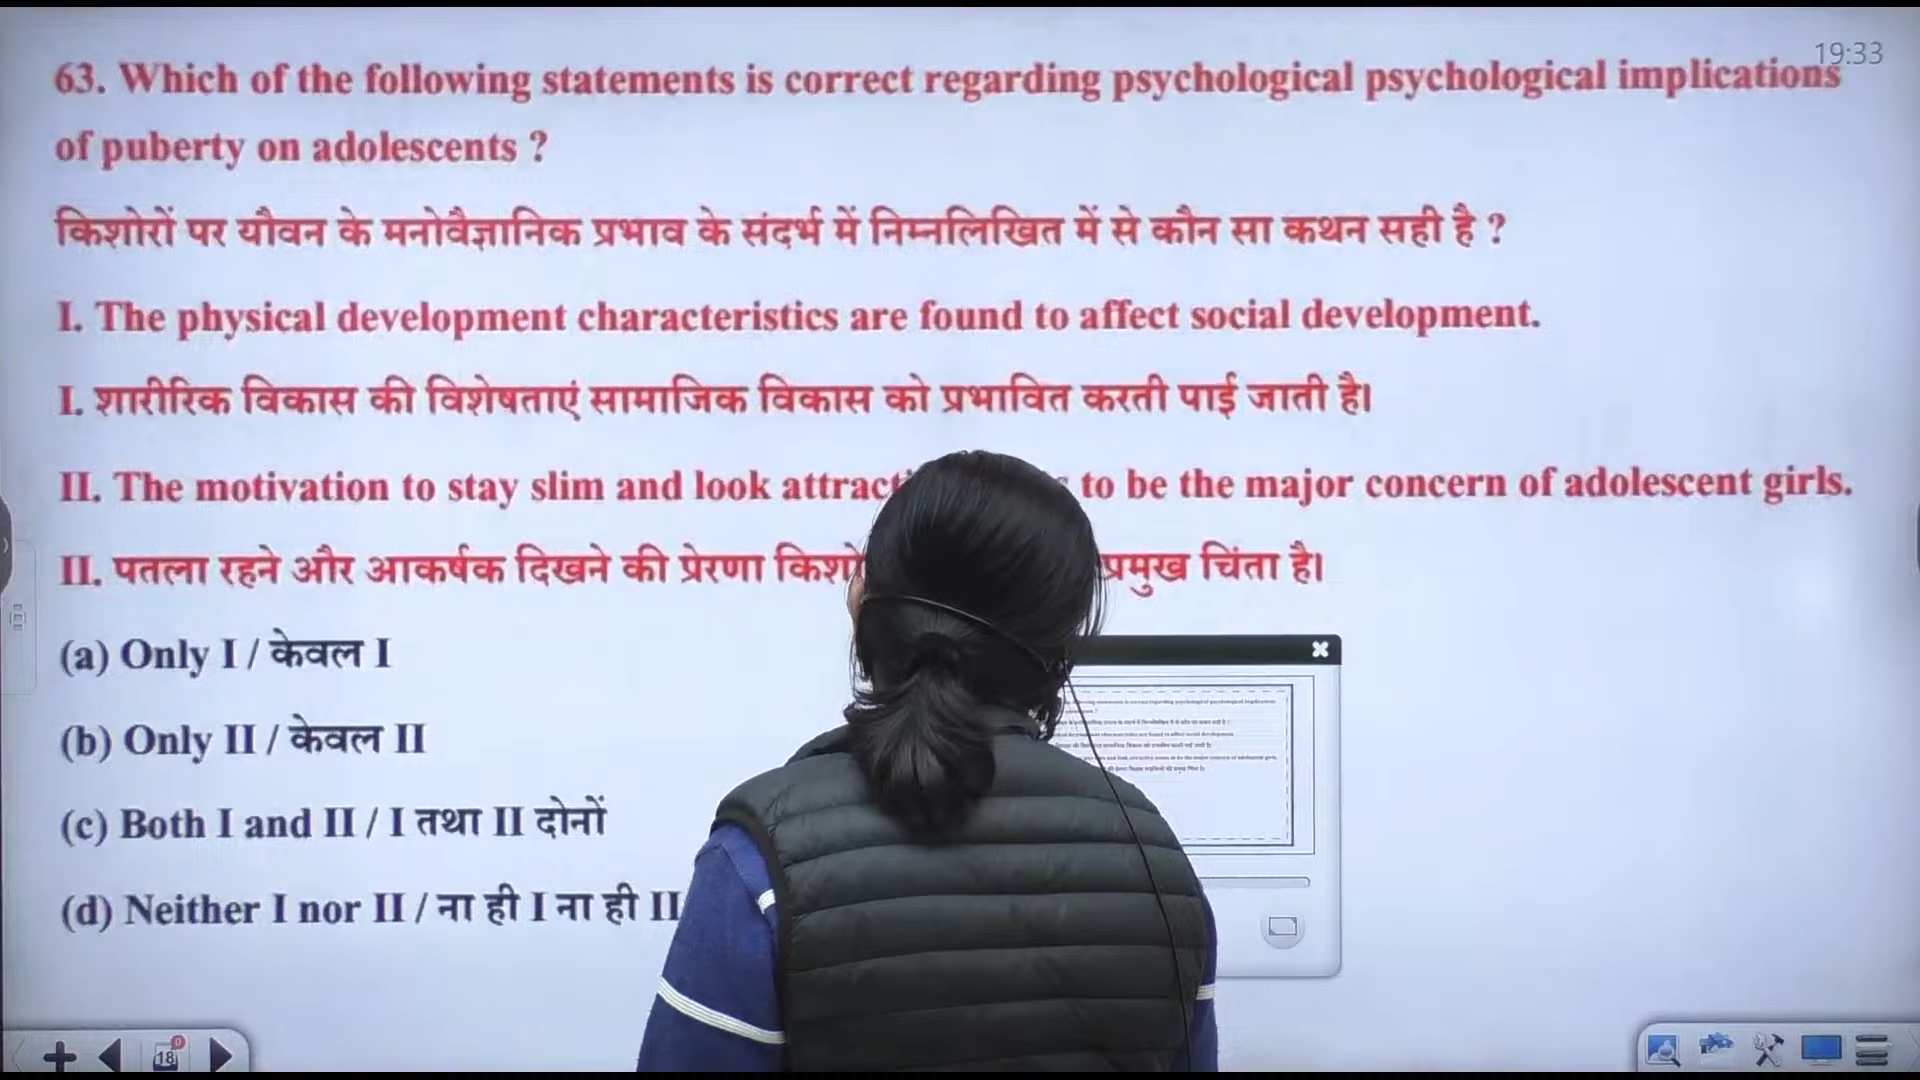 19:33
63. Which of the following statements is correct regarding psychological psychological implications
of puberty on adolescents ?
किशोरों पर यौवन के मनोवैज्ञानिक प्रभाव के संदर्भ में निम्नलिखित में से कौन सा कथन सही है ?
I. The physical development characteristics are found to affect social development.
I. शारीरिक विकास की विशेषताएं सामाजिक विकास को प्रभावित करती पाई जाती है।
II. The motivation to stay slim and look to be the major concern of adolescent girls.
II. पतला रहने और आकर्षक दिखने की प्रेरणा प्रमुख चिंता है।
(a) Only I / केवल I
(b) Only II / केवल II
(c) Both I and II / I तथा II दोनों
(d) Neither I nor II / ना ही I ना ही II
18
0